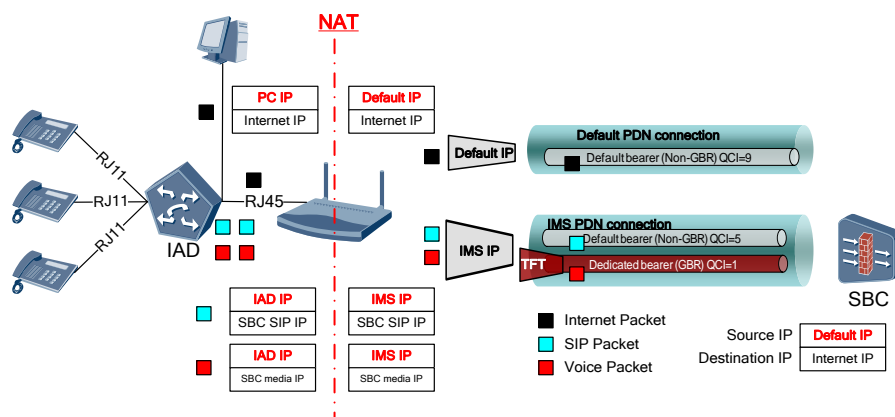 NAT
PC IP
Internet IP
Default IP
Internet IP
Default PDN connection
Default bearer (Non-GBR) QCI=9
Default IP
RJ11
RJ11
RJ11
RJ45
IAD
IMS PDN connection
Default bearer (Non-GBR) QCI=5
IMS IP
TFT
Dedicated bearer (GBR) QCI=1
SBC
IAD IP
SBC SIP IP
IMS IP
SBC SIP IP
IAD IP
SBC media IP
IMS IP
SBC media IP
Internet Packet
SIP Packet
Voice Packet
Source IP
Default IP
Destination IP
Internet IP